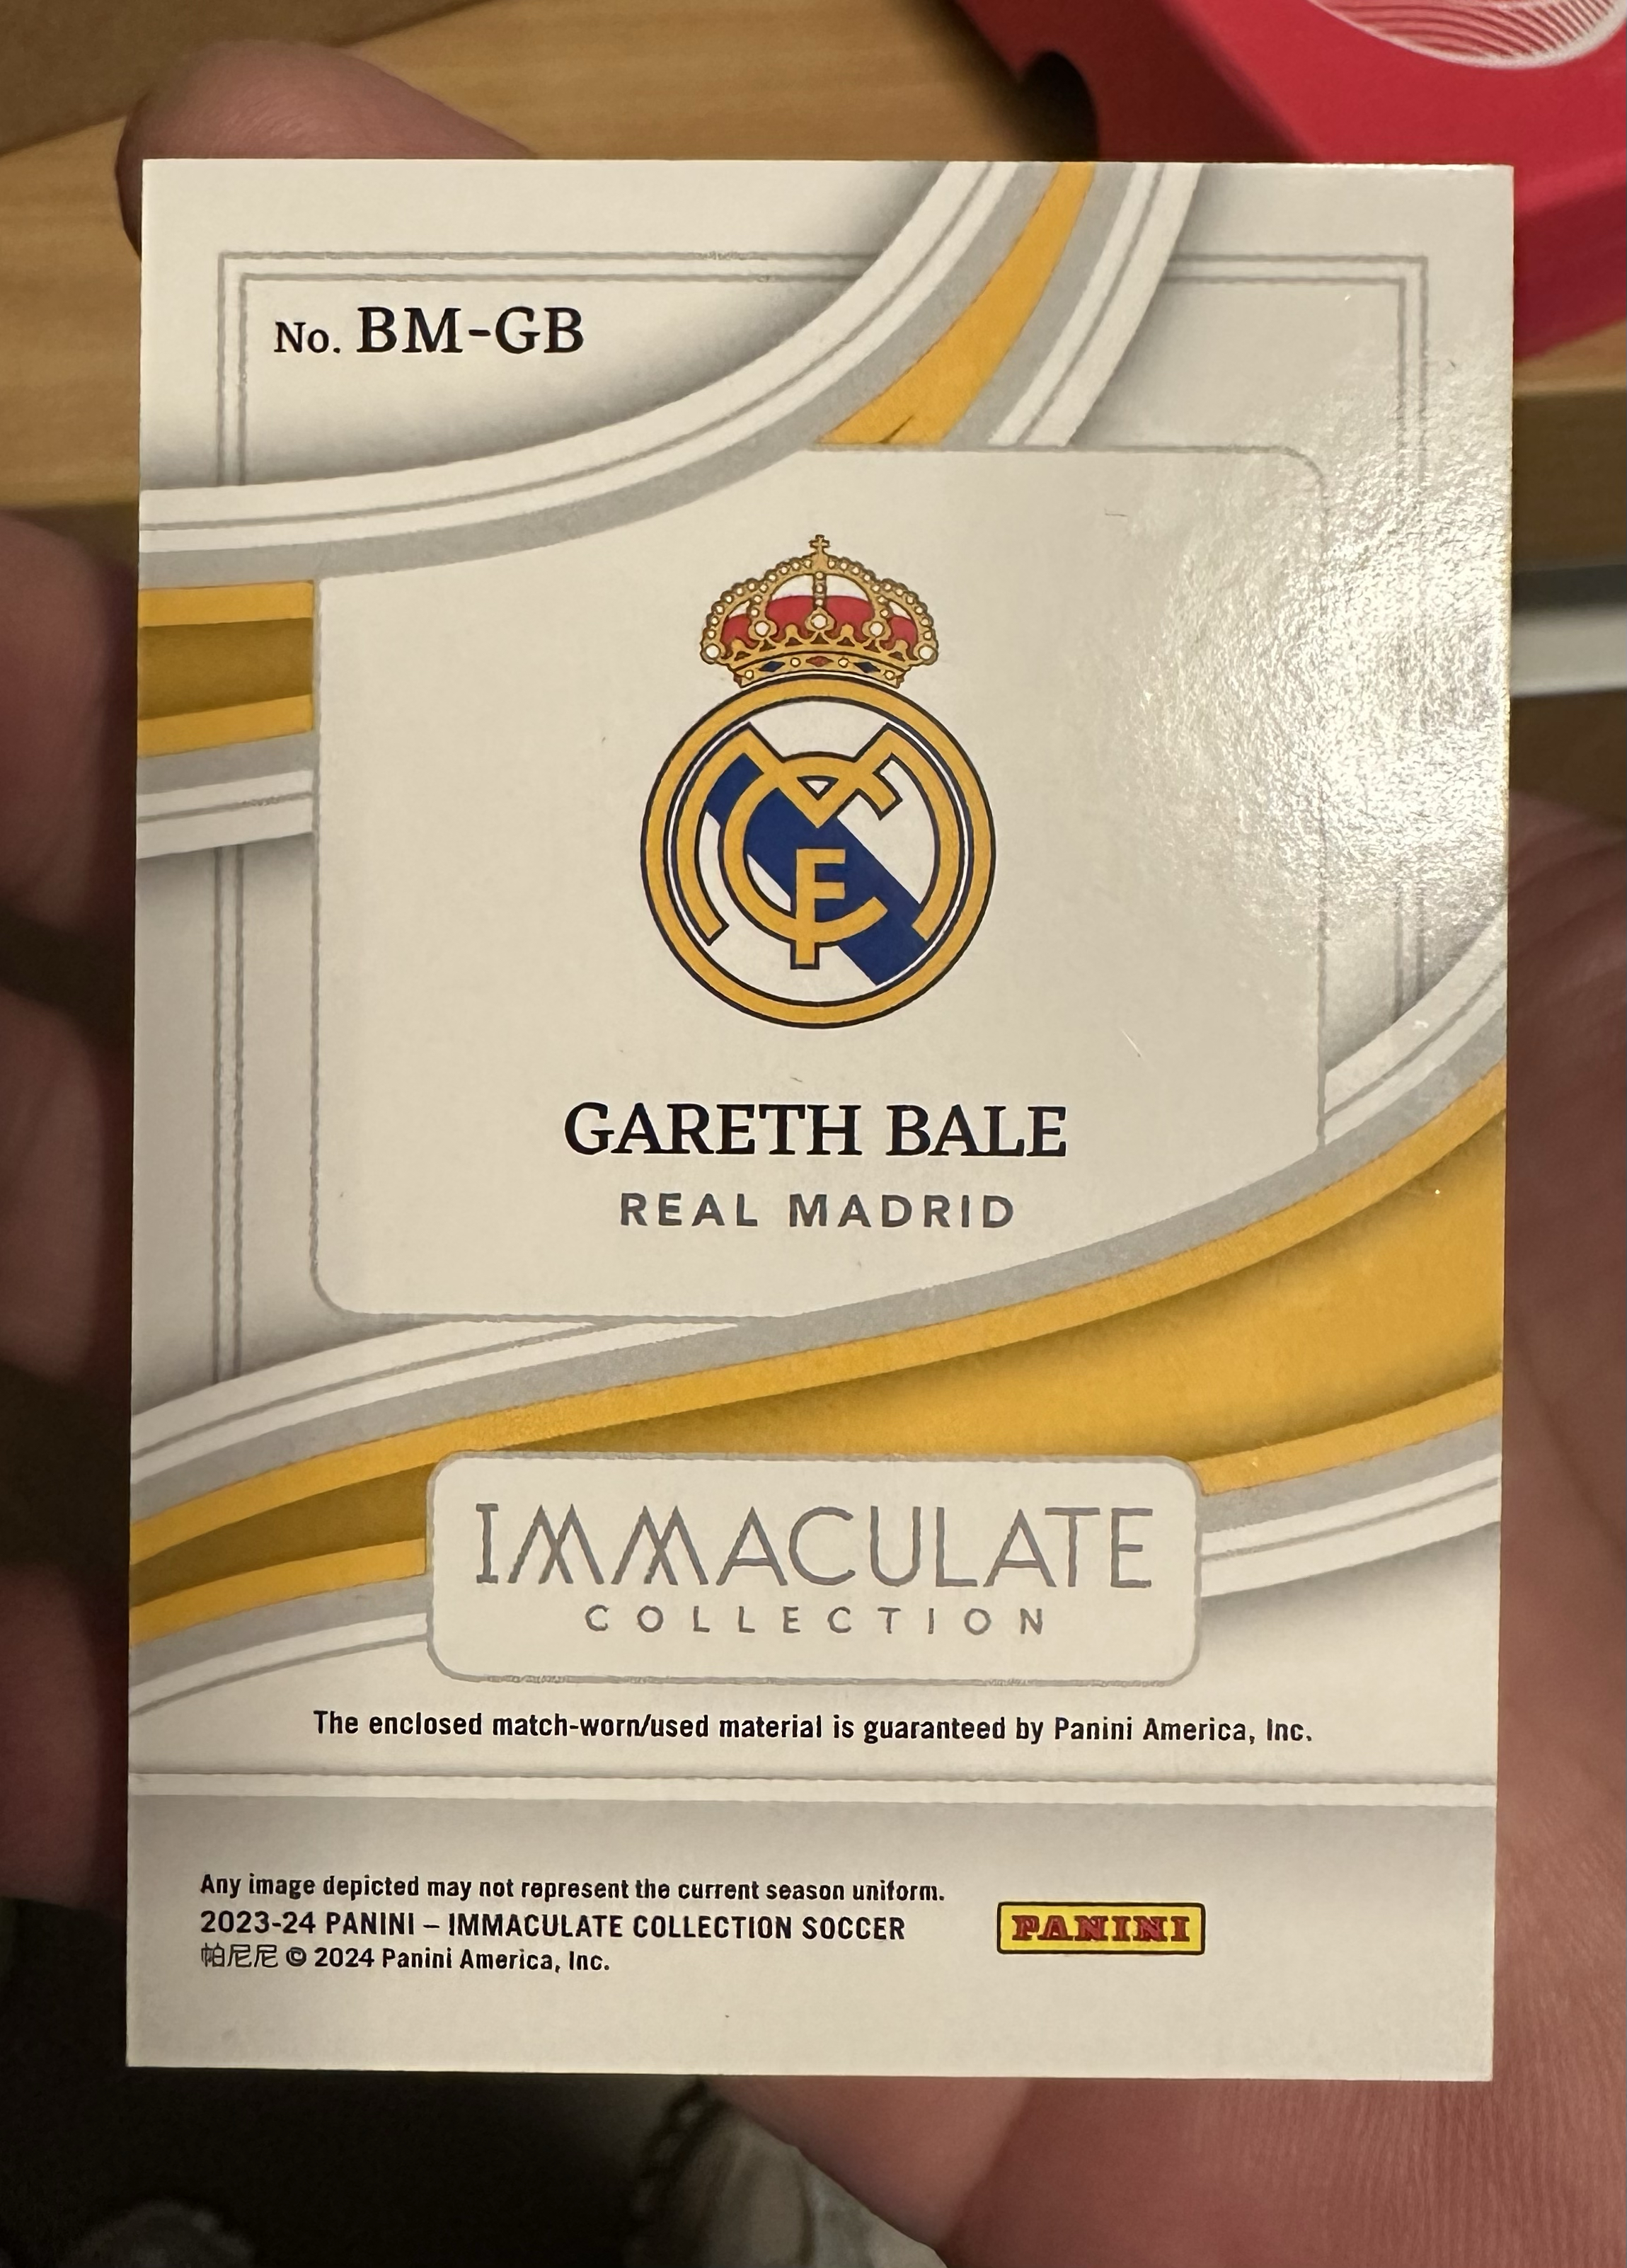 No. BM-GB
GARETH BALE
REAL MADRID
IMMACULATE
COLLECTION
The enclosed match-worn/used material is guaranteed by Panini America, Inc.
Any image depicted may not represent the current season uniform.
2023-24 PANINI – IMMACULATE COLLECTION SOCCER
帕尼尼 © 2024 Panini America, Inc.
PANINI